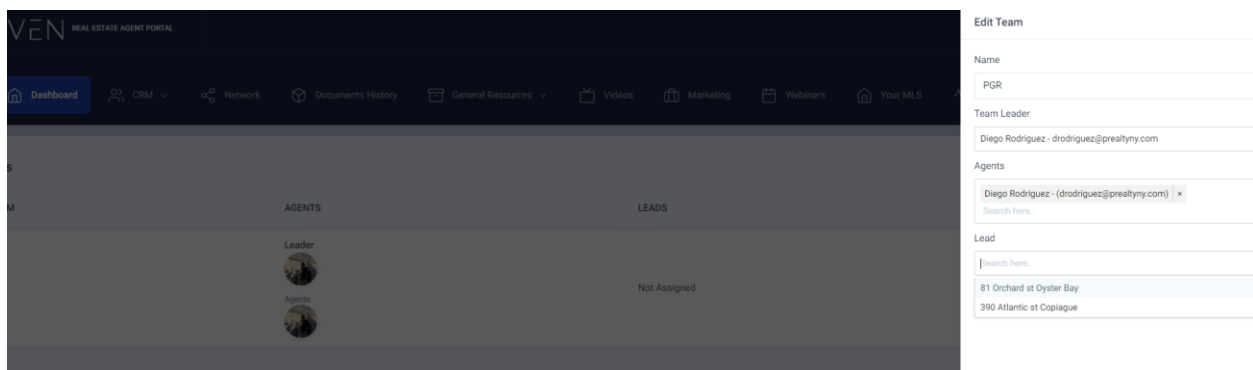 VEN REAL ESTATE AGENT PORTAL
Dashboard CRM Network Documents History General Resources Videos Marketing Webinars Your MLS
S
M AGENTS LEADS
Leader
Agents
Not Assigned
Edit Team
Name
PGR
Team Leader
Diego Rodriguez - drodriguez@prealtyny.com
Agents
Diego Rodriguez - (drodriguez@prealtyny.com) ×
Search here..
Lead
Search here..
81 Orchard st Oyster Bay
390 Atlantic st Copiague